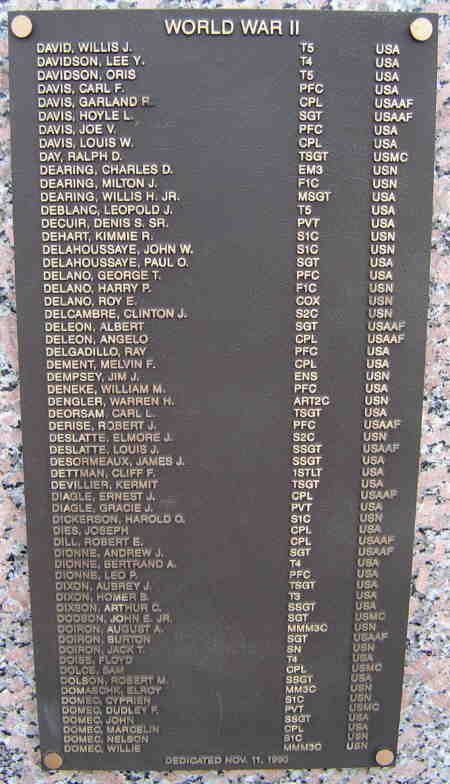 WORLD WAR II
DAVID, WILLIS J. T5 USA
DAVIDSON, LEE Y. T4 USA
DAVIDSON, ORIS T5 USA
DAVIS, CARL F. PFC USA
DAVIS, GARLAND R. CPL USAAF
DAVIS, HOYLE L. SGT USAAF
DAVIS, JOE V. PFC USA
DAVIS, LOUIS W. CPL USA
DAY, RALPH D. TSGT USMC
DEARING, CHARLES D. EM3 USN
DEARING, MILTON J. F1C USN
DEARING, WILLIS H. JR. MSGT USA
DEBLANC, LEOPOLD J. T5 USA
DECUIR, DENIS S. SR. PVT USA
DEHART, KIMMIE R. S1C USN
DELAHOUSSAYE, JOHN W. S1C USN
DELAHOUSSAYE, PAUL O. SGT USA
DELANO, GEORGE T. PFC USA
DELANO, HARRY P. F1C USN
DELANO, ROY E. COX USN
DELCAMBRE, CLINTON J. S2C USN
DELEON, ALBERT SGT USAAF
DELEON, ANGELO CPL USAAF
DELGADILLO, RAY PFC USA
DEMENT, MELVIN F. CPL USA
DEMPSEY, JIM J. ENS USN
DENEKE, WILLIAM M. PFC USA
DENGLER, WARREN H. ART2C USN
DEORSAM, CARL L. TSGT USA
DERISE, ROBERT J. PFC USAAF
DESLATTE, ELMORE J. S2C USN
DESLATTE, LOUIS J. SSGT USAAF
DESORMEAUX, JAMES J. SSGT USA
DETTMAN, CLIFF F. 1STLT USA
DEVILLIER, KERMIT TSGT USA
DIAGLE, ERNEST J. CPL USAAF
DIAGLE, GRACIE J. PVT USA
DICKERSON, HAROLD O. S1C USN
DIES, JOSEPH CPL USA
DILL, ROBERT E. CPL USAAF
DIONNE, ANDREW J. SGT USAAF
DIONNE, BERTRAND A. T4 USA
DIONNE, LEO P. PFC USA
DIXON, AUBREY J. TSGT USA
DIXON, HOMER B. T3 USA
DIXSON, ARTHUR C. SSGT USA
DODSON, JOHN E. JR. SGT USMC
DOIRON, AUGUST A. MMM3C USN
DOIRON, BURTON SGT USAAF
DOIRON, JACK T. SN USN
DOISE, FLOYD T4 USA
DOLCE, SAM CPL USMC
DOLSON, ROBERT M. SSGT USA
DOMASCHK, ELROY MM3C USN
DOMEC, CYPRIEN S1C USN
DOMEC, DUDLEY F. PVT USMC
DOMEC, JOHN SSGT USA
DOMEC, MARCELIN CPL USA
DOMEC, NELSON S1C USN
DOMEC, WILLIE MMM3C USN
DEDICATED NOV. 11, 1990